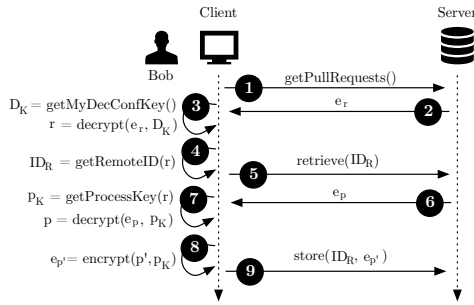 Client
Server
Bob
1
getPullRequests()
D_K = getMyDecConfKey()
3
e_r
2
r = decrypt(e_r, D_K)
4
ID_R = getRemoteID(r)
5
retrieve(ID_R)
p_K = getProcessKey(r)
7
e_p
6
p = decrypt(e_p, p_K)
8
e_p'= encrypt(p',p_K)
9
store(ID_R, e_p')